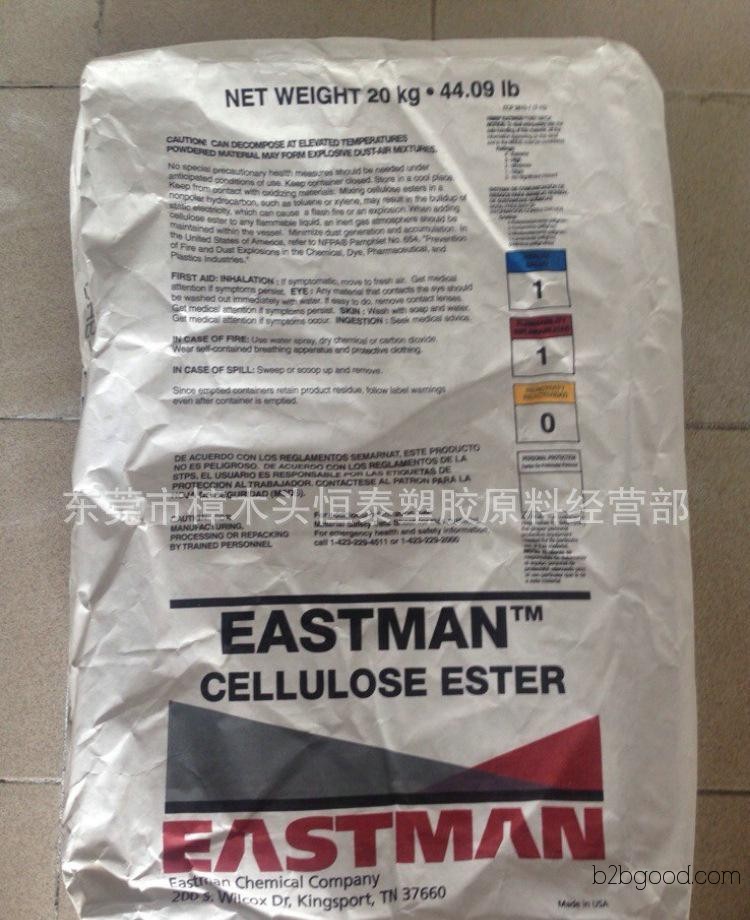 NET WEIGHT 20 kg • 44.09 lb
CAUTION! CAN DECOMPOSE AT ELEVATED TEMPERATURES
POWDERED MATERIAL MAY FORM EXPLOSIVE DUST-AIR MIXTURES.
No special precautionary health measures should be needed under
anticipated conditions of use. Keep container closed. Store in a cool place.
Keep from contact with oxidizing materials. Mixing cellulose esters in a
nonpolar hydrocarbon, such as toluene or xylene, may result in the buildup of
static electricity, which can cause a flash fire or an explosion. When adding
cellulose ester to any flammable liquid, an inert gas atmosphere should be
maintained within the vessel. Minimize dust generation and accumulation. In
the United States of America, refer to NFPA® Pamphlet No. 654, "Prevention
of Fire and Dust Explosions in the Chemical, Dye, Pharmaceutical, and
Plastics Industries."
FIRST AID: INHALATION: If symptomatic, move to fresh air. Get medical
attention if symptoms persist. EYE: Any material that contacts the eye should
be washed out immediately with water. If easy to do, remove contact lenses.
Get medical attention if symptoms persist. SKIN: Wash with soap and water.
Get medical attention if symptoms occur. INGESTION: Seek medical advice.
IN CASE OF FIRE: Use water spray, dry chemical or carbon dioxide.
Wear self-contained breathing apparatus and protective clothing.
IN CASE OF SPILL: Sweep or scoop up and remove.
Since emptied containers retain product residue, follow label warnings
even after container is emptied.
1
1
0
PERSONAL PROTECTION
DE ACUERDO CON LOS REGLAMENTOS SEMARNAT, ESTE PRODUCTO
NO ES PELIGROSO. DE ACUERDO CON LOS REGLAMENTOS DE LA
STPS, EL USUARIO ES RESPONSABLE POR LAS ETIQUETAS DE
PROTECCION AL TRABAJADOR. CONTACTESE AL PATRON PARA LA
东莞市樟木头恒泰塑胶原料经营部
MANUFACTURING,
PROCESSING OR REPACKING
BY TRAINED PERSONNEL
For emergency health and safety information,
call 1-423-229-4511 or 1-423-229-2000
EASTMAN™
CELLULOSE ESTER
EASTMAN
Eastman Chemical Company
200 S. Wilcox Dr, Kingsport, TN 37660
Made in USA
b2bgood.com